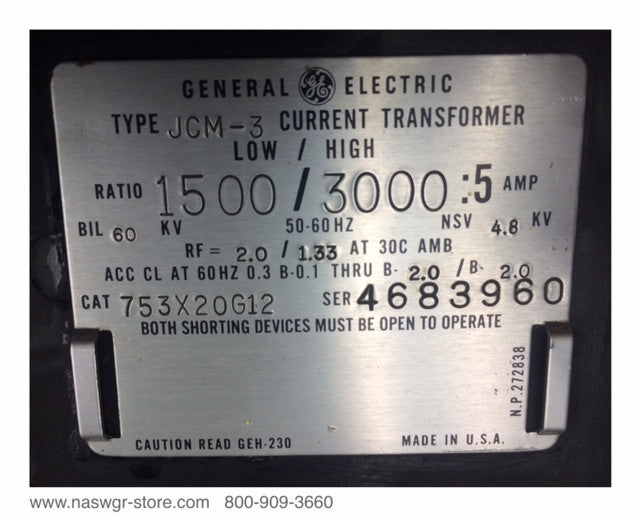 GENERAL GE ELECTRIC
TYPE JCM-3 CURRENT TRANSFORMER
LOW / HIGH
RATIO 1500 / 3000 :5 AMP
BIL 60 KV 50-60 HZ NSV 4.8 KV
RF = 2.0 / 1.33 AT 30C AMB
ACC CL AT 60HZ 0.3 B-0.1 THRU B- 2.0 / B- 2.0
CAT 753X20G12 SER 4683960
BOTH SHORTING DEVICES MUST BE OPEN TO OPERATE
N.P. 272838
CAUTION READ GEH-230 MADE IN U.S.A.
www.naswgr-store.com 800-909-3660